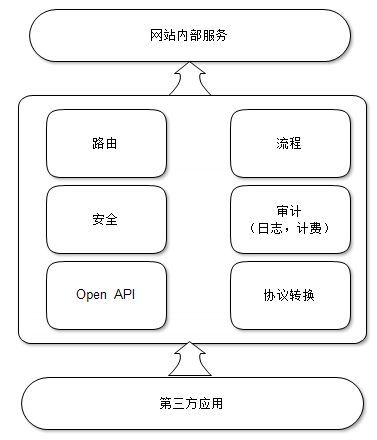 网站内部服务
路由
流程
安全
审计
（日志，计费）
Open API
协议转换
第三方应用